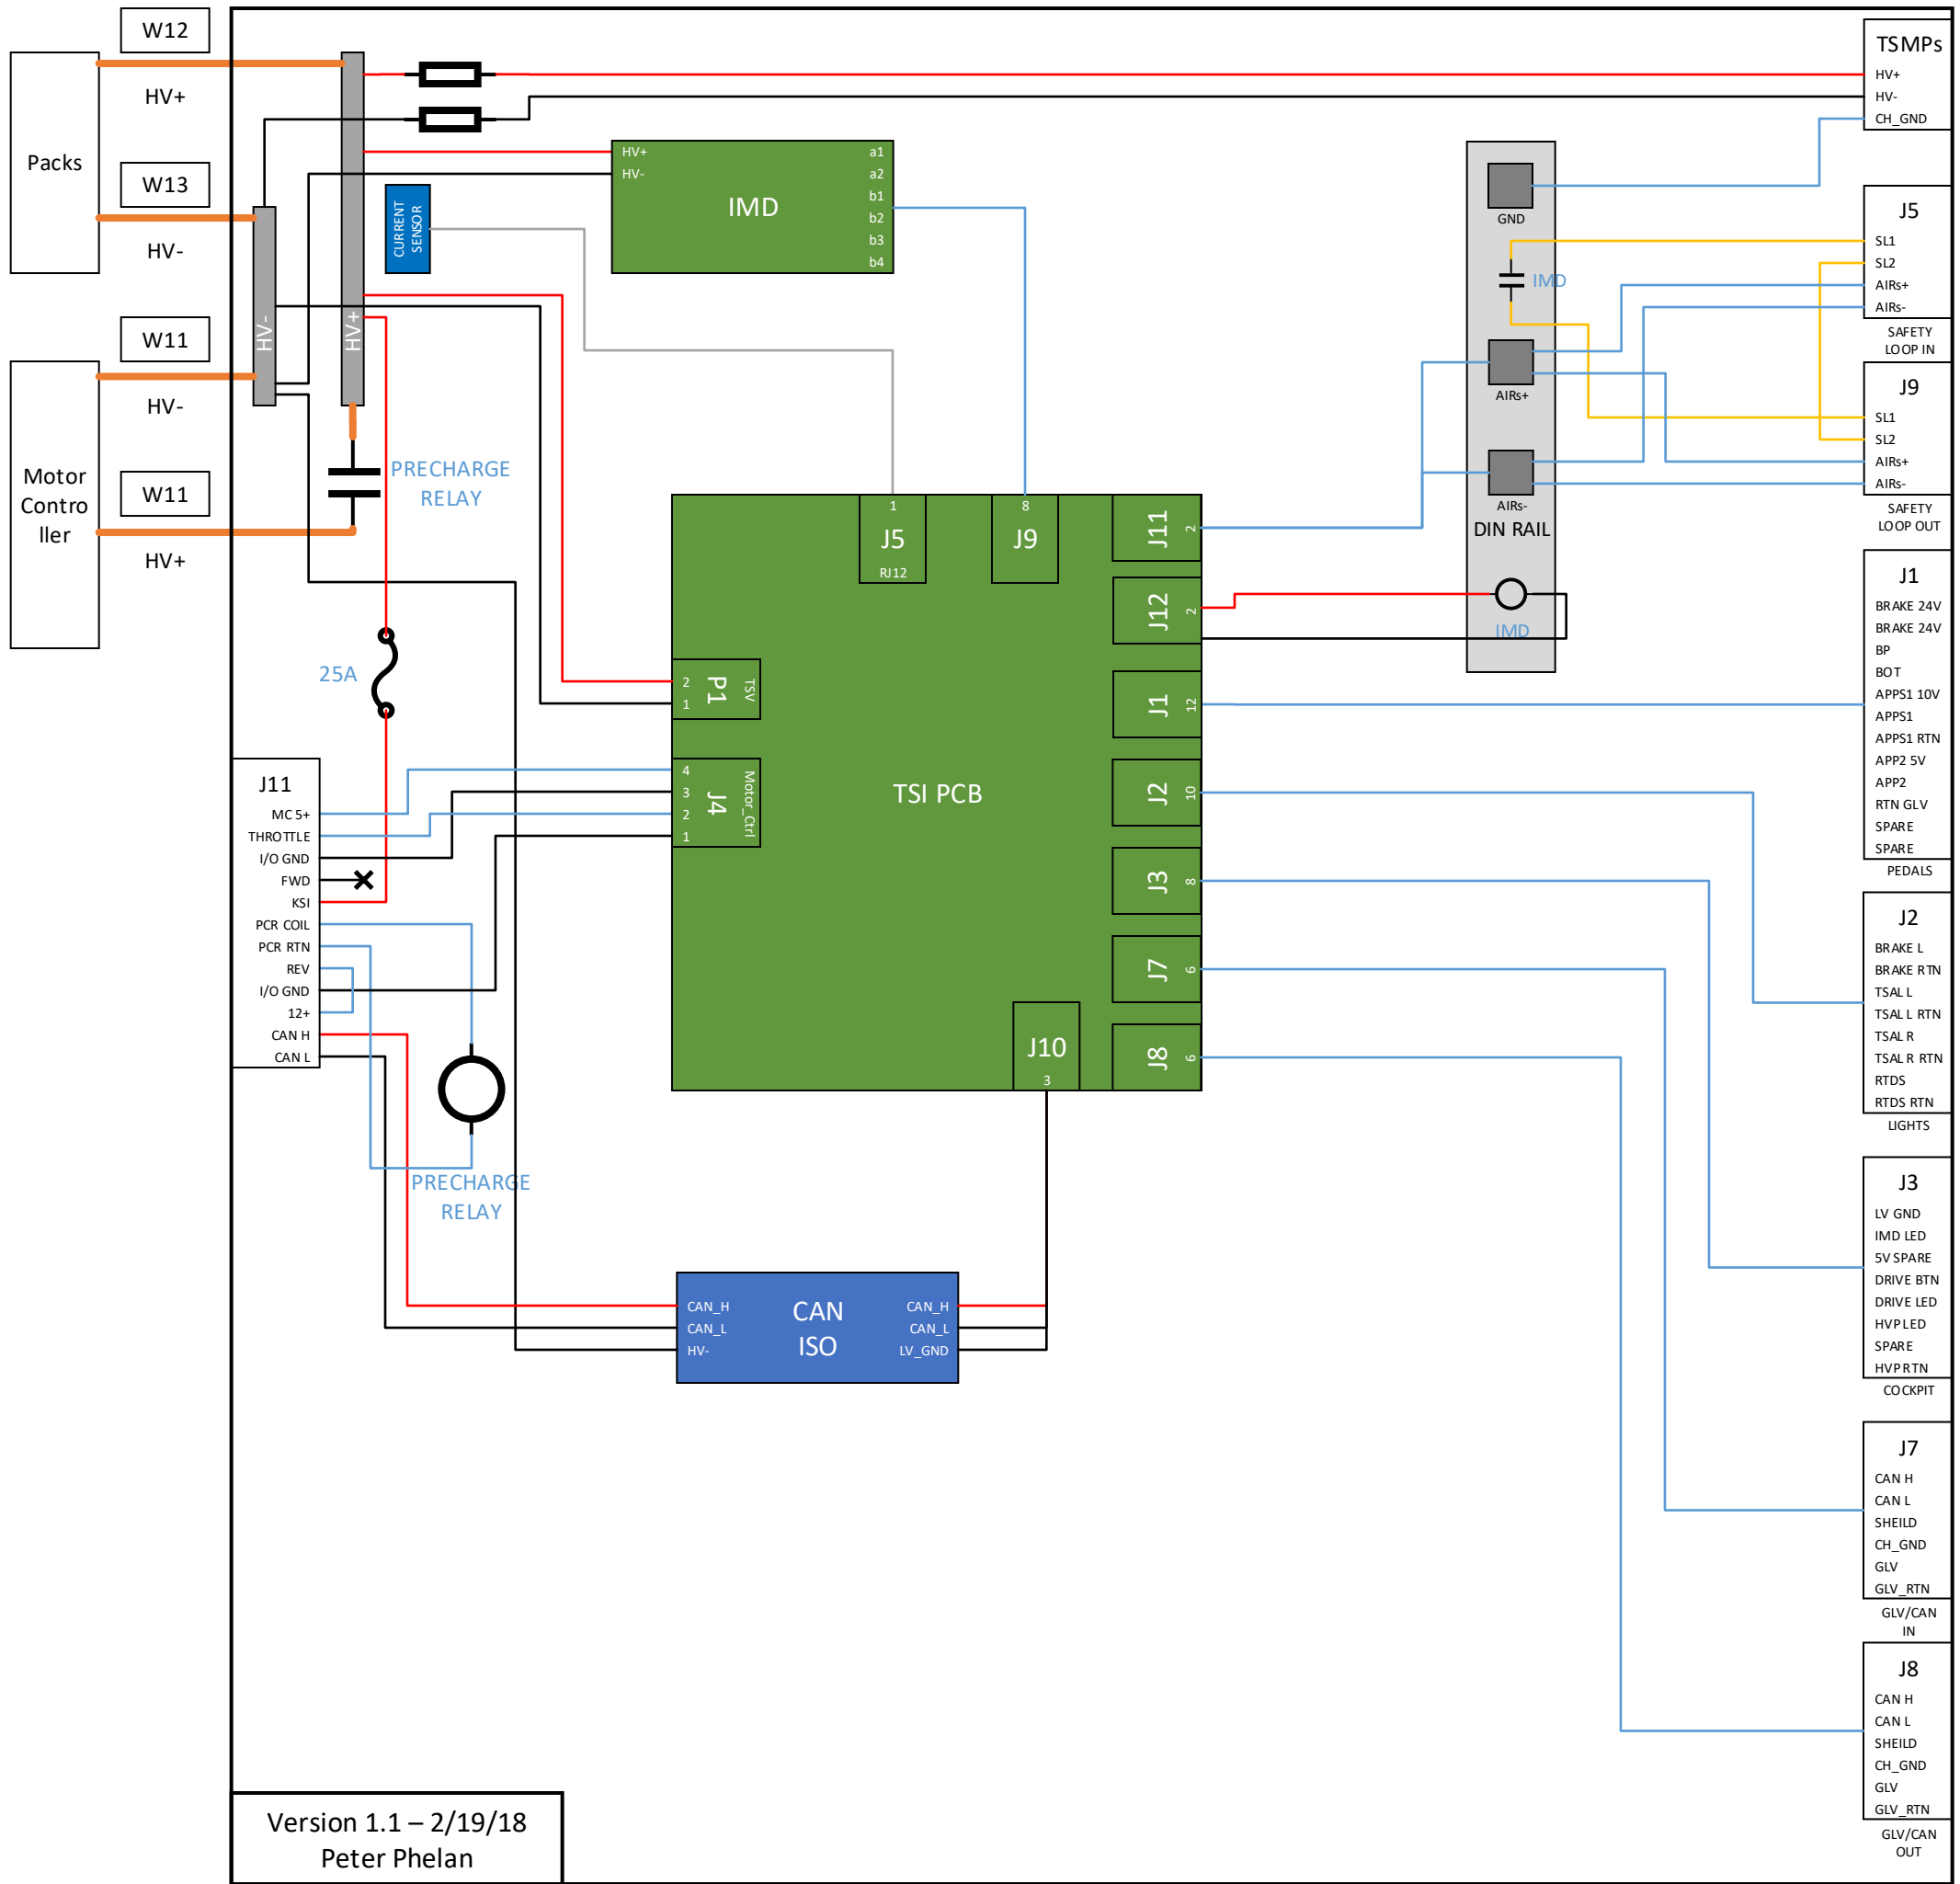 W12
HV+
Packs
W13
HV-
W11
HV-
Motor
Contro
ller
W11
HV+
HV-
HV+
CURRENT
SENSOR
PRECHARGE
RELAY
25A
IMD
HV+
HV-
a1
a2
b1
b2
b3
b4
TSMPs
HV+
HV-
CH_GND
GND
IMD
AIRs+
AIRs-
DIN RAIL
IMD
J5
SL1
SL2
AIRs+
AIRs-
SAFETY
LOOP IN
J9
SL1
SL2
AIRs+
AIRs-
SAFETY
LOOP OUT
TSI PCB
1
J5
RJ12
8
J9
J11
2
J12
2
J1
12
J2
10
J3
8
J7
6
J8
6
J10
3
2
1
P1
TSV
4
3
2
1
J4
Motor_Ctrl
J11
MC 5+
THROTTLE
I/O GND
FWD
KSI
PCR COIL
PCR RTN
REV
I/O GND
12+
CAN H
CAN L
PRECHARGE
RELAY
CAN
ISO
CAN_H
CAN_L
HV-
CAN_H
CAN_L
LV_GND
J1
BRAKE 24V
BRAKE 24V
BP
BOT
APPS1 10V
APPS1
APPS1 RTN
APP2 5V
APP2
RTN GLV
SPARE
SPARE
PEDALS
J2
BRAKE L
BRAKE RTN
TSAL L
TSAL L RTN
TSAL R
TSAL R RTN
RTDS
RTDS RTN
LIGHTS
J3
LV GND
IMD LED
5V SPARE
DRIVE BTN
DRIVE LED
HVP LED
SPARE
HVP RTN
COCKPIT
J7
CAN H
CAN L
SHEILD
CH_GND
GLV
GLV_RTN
GLV/CAN
IN
J8
CAN H
CAN L
SHEILD
CH_GND
GLV
GLV_RTN
GLV/CAN
OUT
Version 1.1 – 2/19/18
Peter Phelan